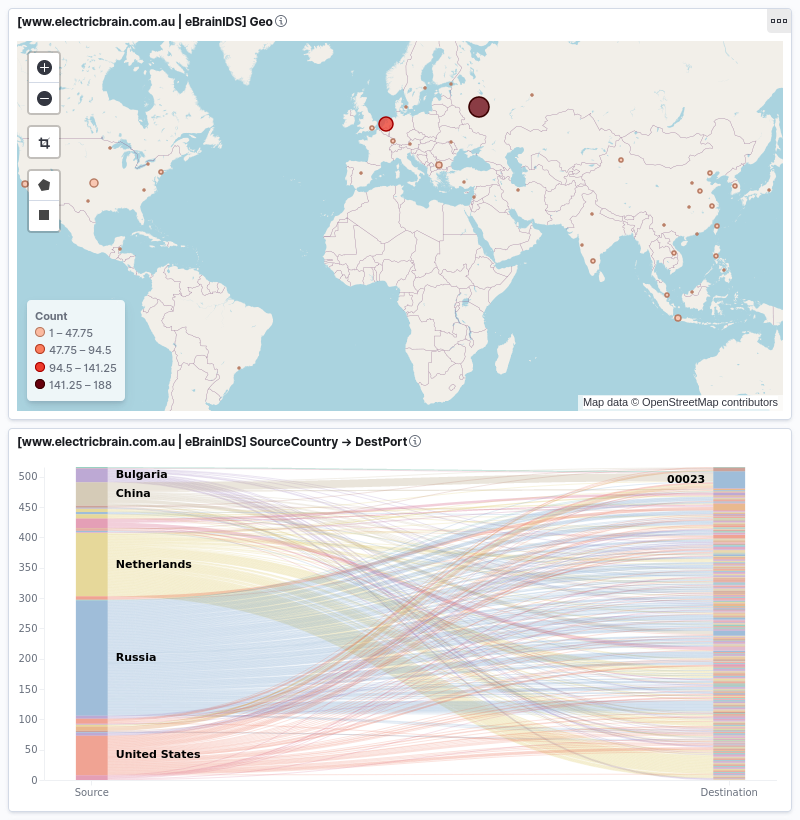 [www.electricbrain.com.au | eBrainIDS] Geo
Count
1 – 47.75
47.75 – 94.5
94.5 – 141.25
141.25 – 188
Map data © OpenStreetMap contributors
[www.electricbrain.com.au | eBrainIDS] SourceCountry → DestPort
500
450
400
350
300
250
200
150
100
50
0
Bulgaria
China
Netherlands
Russia
United States
00023
Source
Destination